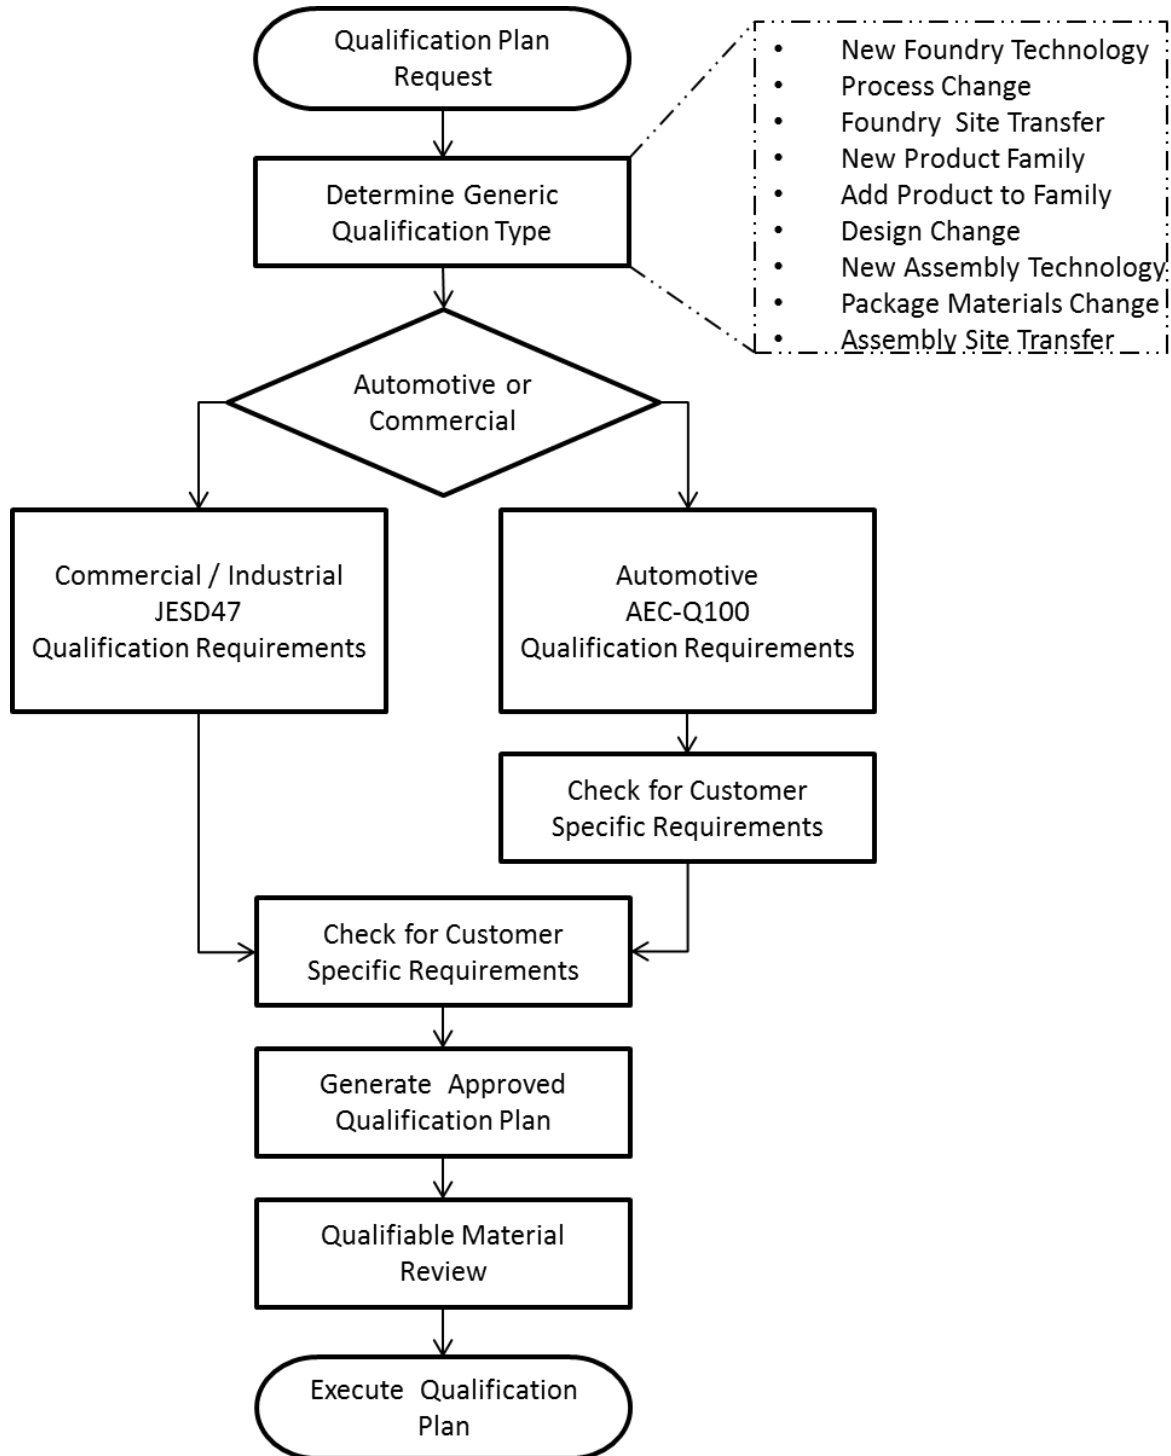 Qualification Plan
Request
• New Foundry Technology
• Process Change
• Foundry Site Transfer
• New Product Family
• Add Product to Family
• Design Change
• New Assembly Technology
• Package Materials Change
• Assembly Site Transfer
Determine Generic
Qualification Type
Automotive or
Commercial
Commercial / Industrial
JESD47
Qualification Requirements
Automotive
AEC-Q100
Qualification Requirements
Check for Customer
Specific Requirements
Check for Customer
Specific Requirements
Generate Approved
Qualification Plan
Qualifiable Material
Review
Execute Qualification
Plan